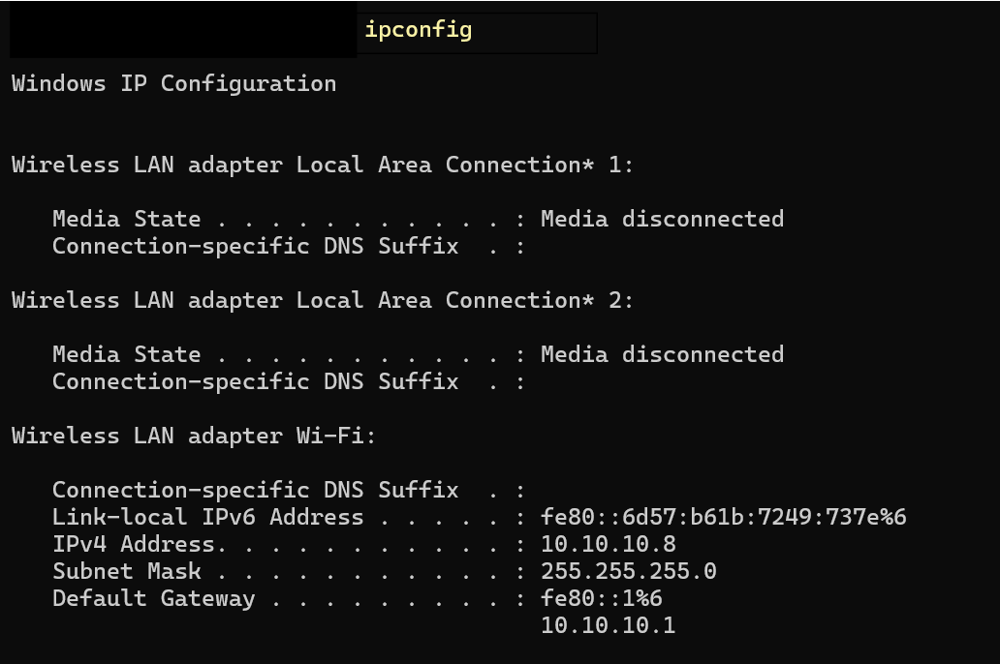 ipconfig
Windows IP Configuration
Wireless LAN adapter Local Area Connection* 1:
Media State . . . . . . . . . . . : Media disconnected
Connection-specific DNS Suffix  . :
Wireless LAN adapter Local Area Connection* 2:
Media State . . . . . . . . . . . : Media disconnected
Connection-specific DNS Suffix  . :
Wireless LAN adapter Wi-Fi:
Connection-specific DNS Suffix  . :
Link-local IPv6 Address . . . . . : fe80::6d57:b61b:7249:737e%6
IPv4 Address. . . . . . . . . . . : 10.10.10.8
Subnet Mask . . . . . . . . . . . : 255.255.255.0
Default Gateway . . . . . . . . . : fe80::1%6
10.10.10.1